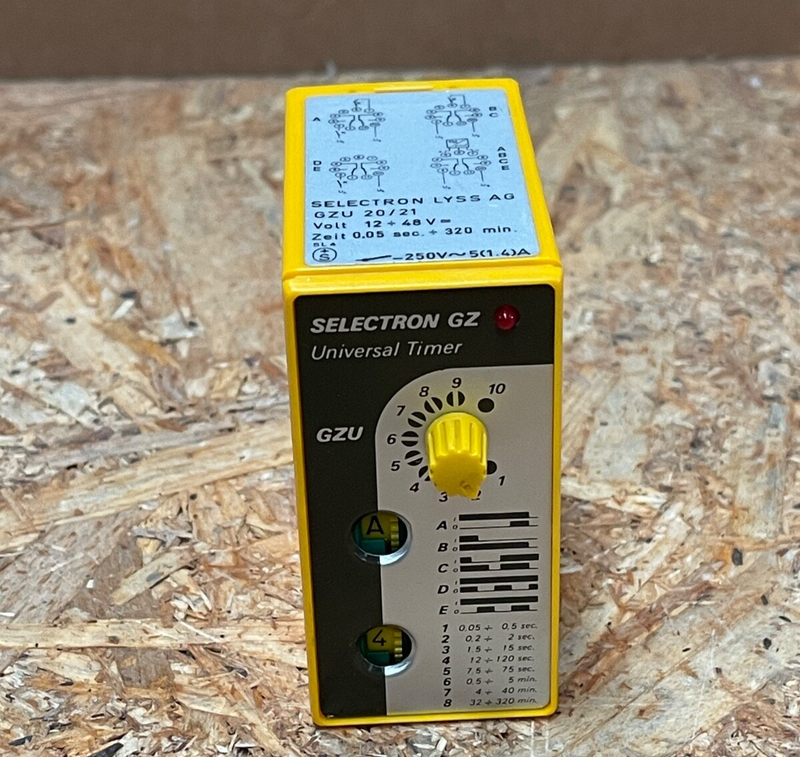 A
B C
D E
A B C E
SELECTRON LYSS AG
GZU 20/21
Volt 12 ÷ 48 V =
Zeit 0.05 sec. ÷ 320 min.
SL4
S
250V~5(1.4)A
SELECTRON GZ
Universal Timer
GZU
1 2 3 4 5 6 7 8 9 10
A
A
B
C
D
E
4
1 0.05 ÷ 0.5 sec.
2 0.2 ÷ 2 sec.
3 1.5 ÷ 15 sec.
4 12 ÷ 120 sec.
5 7.5 ÷ 75 sec.
6 0.5 ÷ 5 min.
7 4 ÷ 40 min.
8 32 ÷ 320 min.